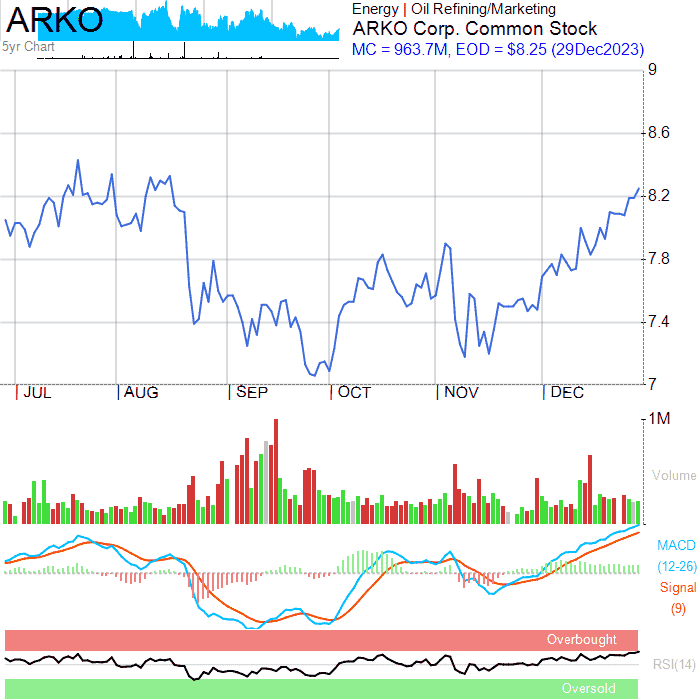 ARKO
5yr Chart
Energy | Oil Refining/Marketing
ARKO Corp. Common Stock
MC = 963.7M, EOD = $8.25 (29Dec2023)
9
8.6
8.2
7.8
7.4
7
JUL AUG SEP OCT NOV DEC
1M
Volume
MACD
(12-26)
Signal
(9)
Overbought
RSI(14)
Oversold